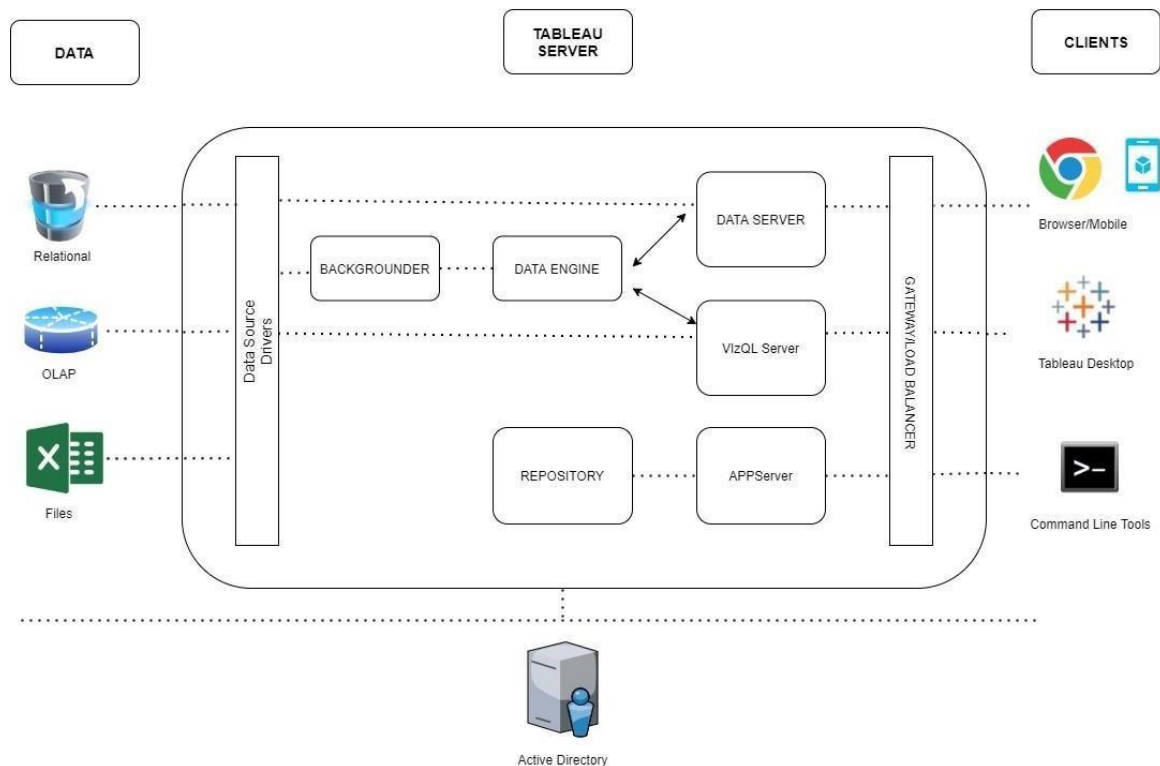 DATA
TABLEAU
SERVER
CLIENTS
Relational
OLAP
Files
Data Source
Drivers
BACKGROUNDER
DATA ENGINE
DATA SERVER
VIzQL Server
REPOSITORY
APPServer
GATEWAY/LOAD BALANCER
Browser/Mobile
Tableau Desktop
>-
Command Line Tools
X
Active Directory